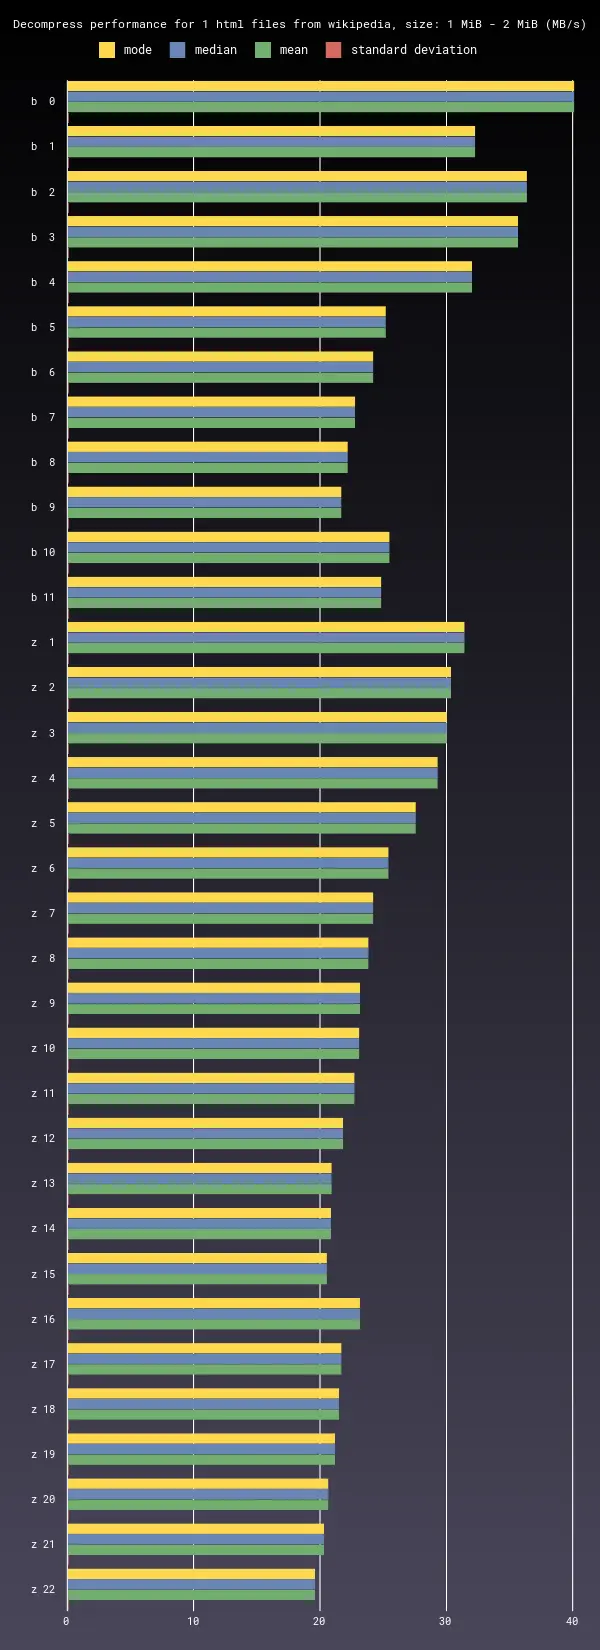 Decompress performance for 1 html files from wikipedia, size: 1 MiB - 2 MiB (MB/s)
mode median mean standard deviation
b 0
b 1
b 2
b 3
b 4
b 5
b 6
b 7
b 8
b 9
b 10
b 11
z 1
z 2
z 3
z 4
z 5
z 6
z 7
z 8
z 9
z 10
z 11
z 12
z 13
z 14
z 15
z 16
z 17
z 18
z 19
z 20
z 21
z 22
0 10 20 30 40